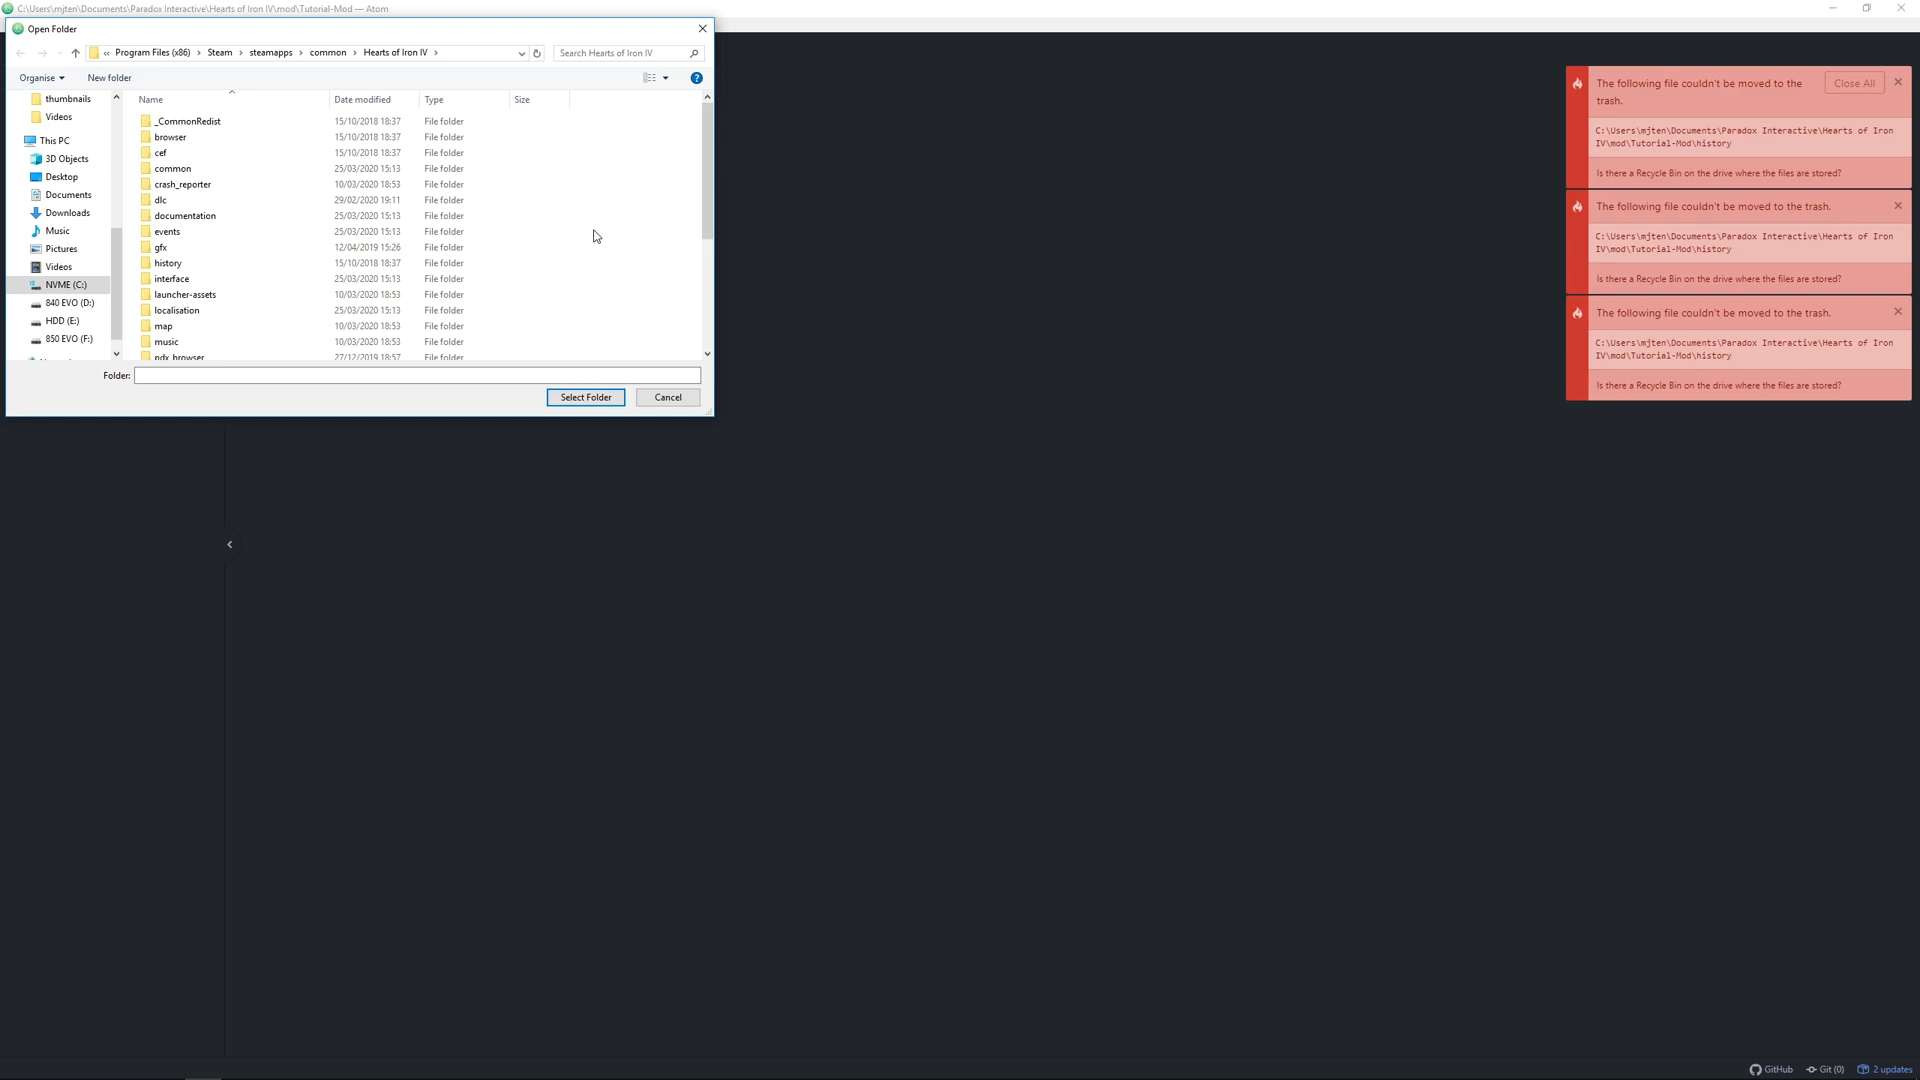 C:\Users\mjten\Documents\Paradox Interactive\Hearts of Iron IV\mod\Tutorial-Mod — Atom
Open Folder
« Program Files (x86) › Steam › steamapps › common › Hearts of Iron IV ›
Search Hearts of Iron IV
Organise
New folder
thumbnails
Videos
This PC
3D Objects
Desktop
Documents
Downloads
Music
Pictures
Videos
NVME (C:)
840 EVO (D:)
HDD (E:)
850 EVO (F:)
Name Date modified Type Size
_CommonRedist 15/10/2018 18:37 File folder
browser 15/10/2018 18:37 File folder
cef 15/10/2018 18:37 File folder
common 25/03/2020 15:13 File folder
crash_reporter 10/03/2020 18:53 File folder
dlc 29/02/2020 19:11 File folder
documentation 25/03/2020 15:13 File folder
events 25/03/2020 15:13 File folder
gfx 12/04/2019 15:26 File folder
history 15/10/2018 18:37 File folder
interface 25/03/2020 15:13 File folder
launcher-assets 10/03/2020 18:53 File folder
localisation 25/03/2020 15:13 File folder
map 10/03/2020 18:53 File folder
music 10/03/2020 18:53 File folder
pdx_browser 27/12/2019 18:57 File folder
Folder:
Select Folder
Cancel
The following file couldn't be moved to the
trash.
Close All
C:\Users\mjten\Documents\Paradox Interactive\Hearts of Iron
IV\mod\Tutorial-Mod\history
Is there a Recycle Bin on the drive where the files are stored?
The following file couldn't be moved to the trash.
C:\Users\mjten\Documents\Paradox Interactive\Hearts of Iron
IV\mod\Tutorial-Mod\history
Is there a Recycle Bin on the drive where the files are stored?
The following file couldn't be moved to the trash.
C:\Users\mjten\Documents\Paradox Interactive\Hearts of Iron
IV\mod\Tutorial-Mod\history
Is there a Recycle Bin on the drive where the files are stored?
GitHub
Git (0)
2 updates